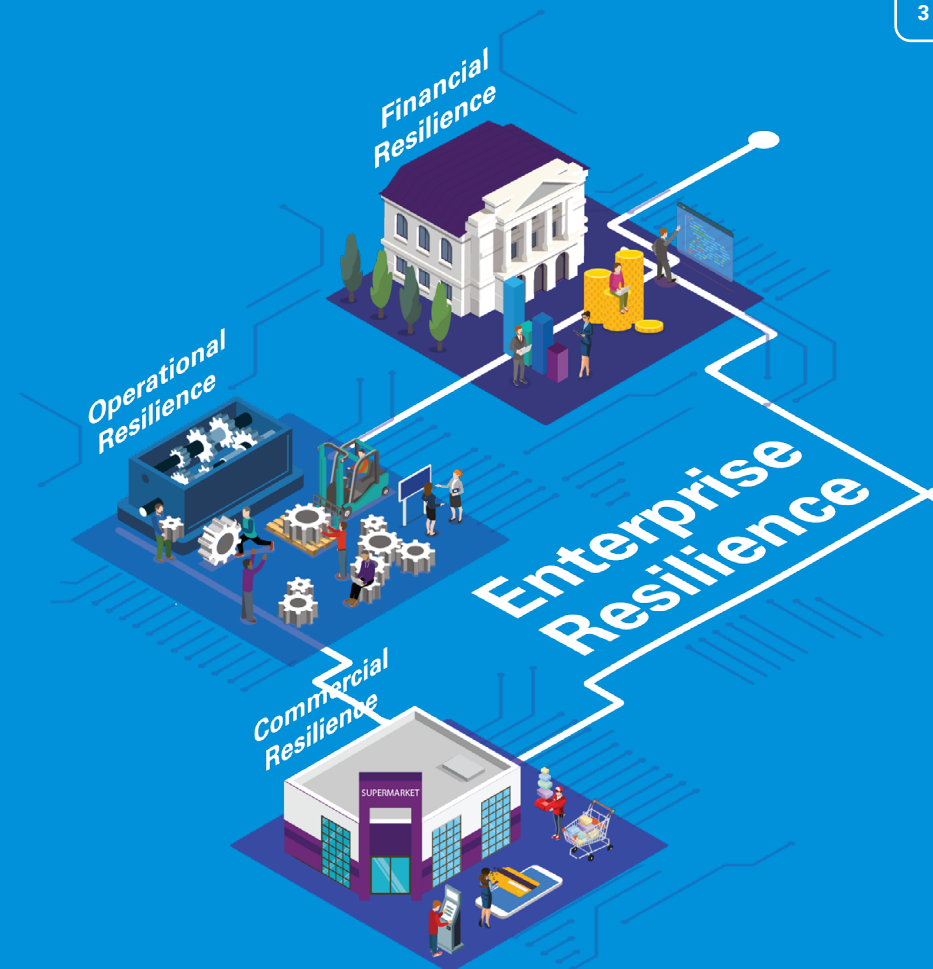 3
Financial
Resilience
Operational
Resilience
Enterprise
Resilience
Commercial
Resilience
SUPERMARKET